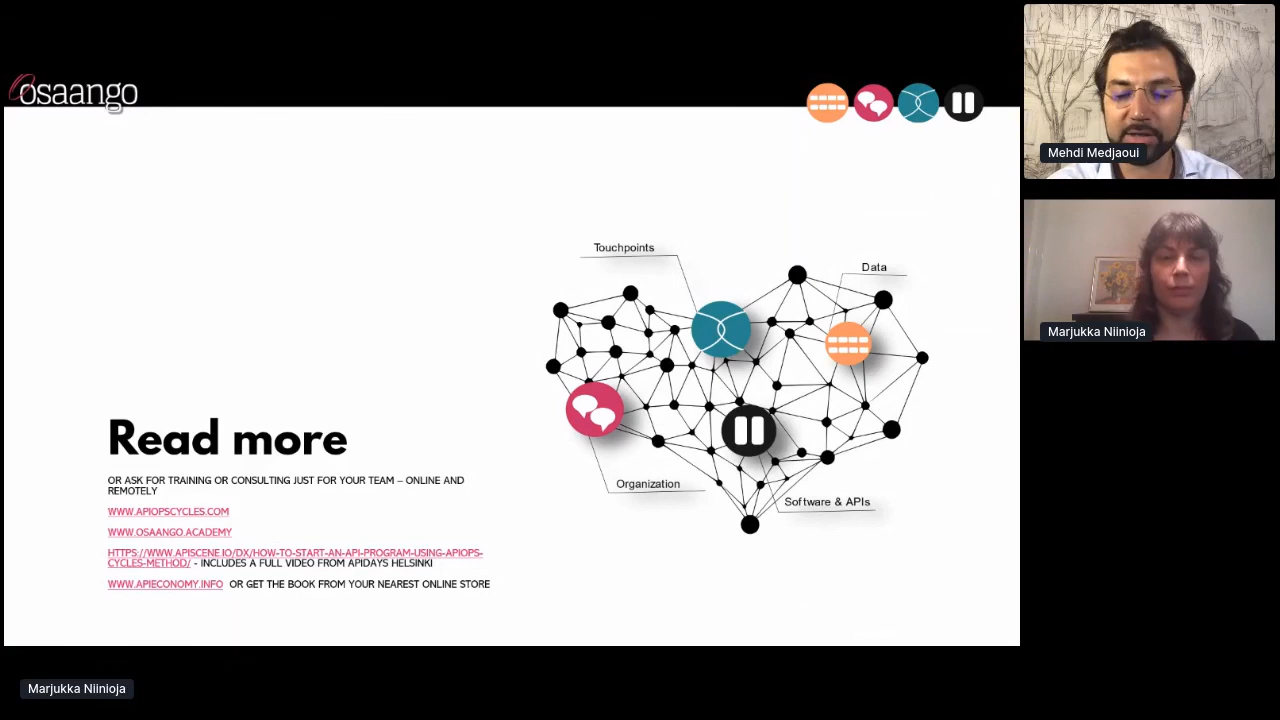 osaango
Mehdi Medjaoui
Marjukka Niinioja
Touchpoints
Data
Organization
Software & APIs
Read more
OR ASK FOR TRAINING OR CONSULTING JUST FOR YOUR TEAM – ONLINE AND
REMOTELY
WWW.APIOPSCYCLES.COM
WWW.OSAANGO.ACADEMY
HTTPS://WWW.APISCENE.IO/DX/HOW-TO-START-AN-API-PROGRAM-USING-APIOPS-
CYCLES-METHOD/ - INCLUDES A FULL VIDEO FROM APIDAYS HELSINKI
WWW.APIECONOMY.INFO OR GET THE BOOK FROM YOUR NEAREST ONLINE STORE
Marjukka Niinioja